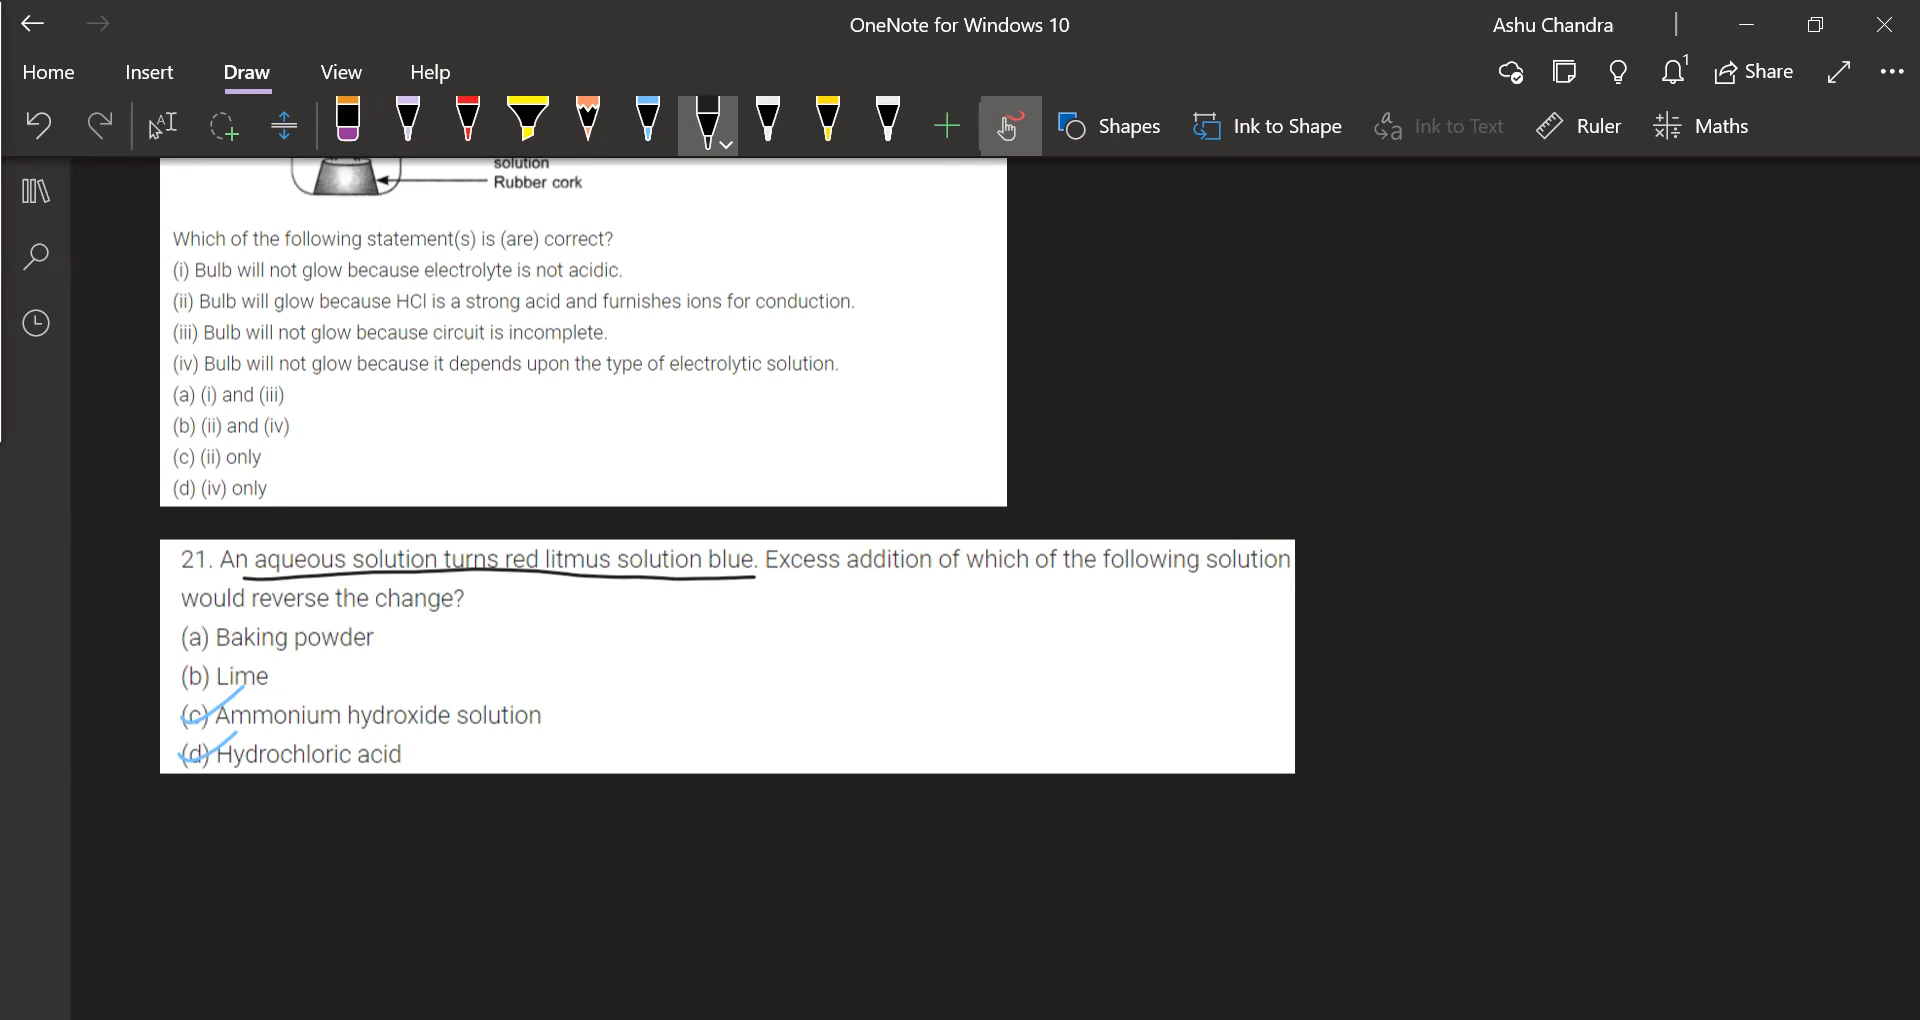 OneNote for Windows 10
Ashu Chandra
Home Insert Draw View Help
1
Share
Shapes Ink to Shape Ink to Text Ruler Maths
solution
Rubber cork
Which of the following statement(s) is (are) correct?
(i) Bulb will not glow because electrolyte is not acidic.
(ii) Bulb will glow because HCl is a strong acid and furnishes ions for conduction.
(iii) Bulb will not glow because circuit is incomplete.
(iv) Bulb will not glow because it depends upon the type of electrolytic solution.
(a) (i) and (iii)
(b) (ii) and (iv)
(c) (ii) only
(d) (iv) only
21. An aqueous solution turns red litmus solution blue. Excess addition of which of the following solution
would reverse the change?
(a) Baking powder
(b) Lime
(c) Ammonium hydroxide solution
(d) Hydrochloric acid